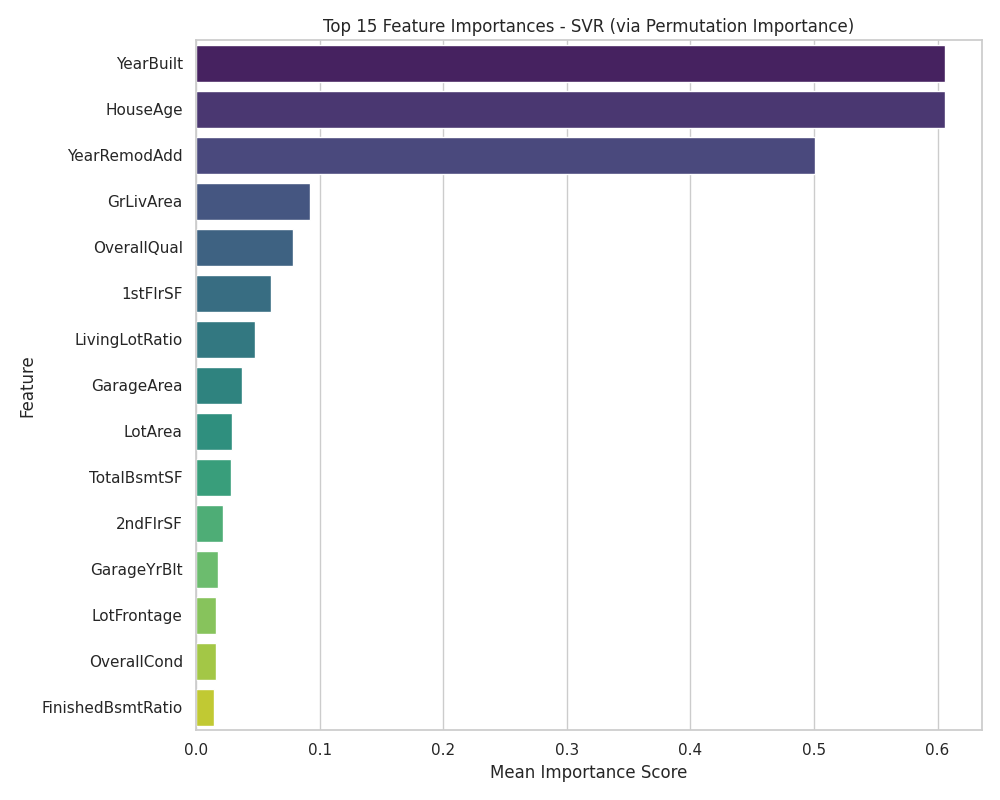 Top 15 Feature Importances - SVR (via Permutation Importance)
YearBuilt
HouseAge
YearRemodAdd
GrLivArea
OverallQual
1stFlrSF
LivingLotRatio
GarageArea
LotArea
TotalBsmtSF
2ndFlrSF
GarageYrBlt
LotFrontage
OverallCond
FinishedBsmtRatio
Feature
0.0 0.1 0.2 0.3 0.4 0.5 0.6
Mean Importance Score